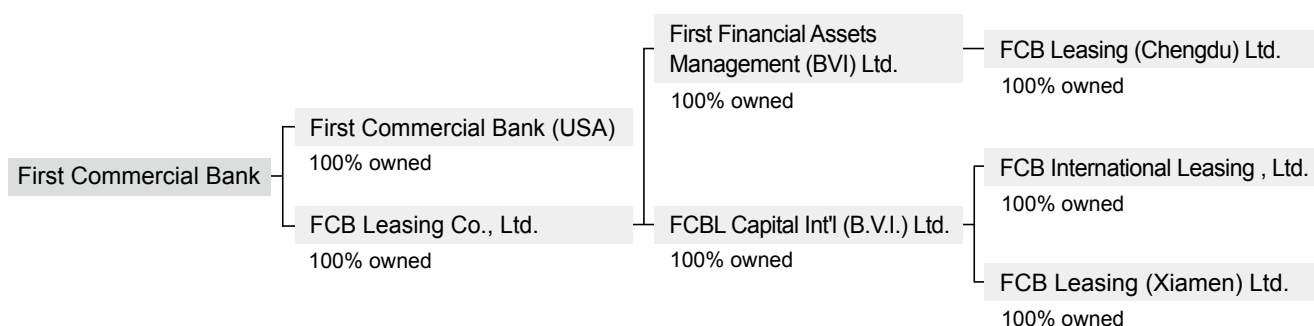 First Commercial Bank
First Commercial Bank (USA)
100% owned
FCB Leasing Co., Ltd.
100% owned
First Financial Assets
Management (BVI) Ltd.
100% owned
FCBL Capital Int'l (B.V.I.) Ltd.
100% owned
FCB Leasing (Chengdu) Ltd.
100% owned
FCB International Leasing , Ltd.
100% owned
FCB Leasing (Xiamen) Ltd.
100% owned